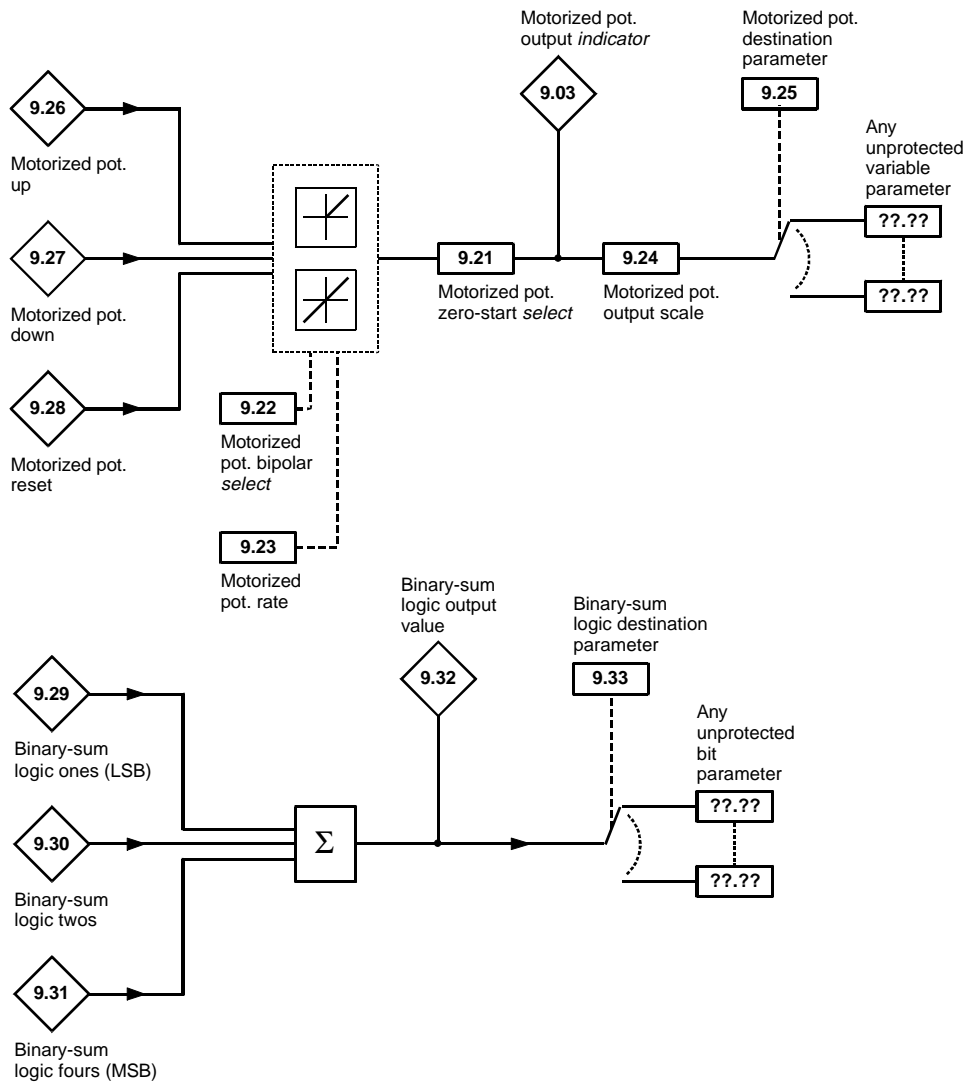 Motorized pot.
output indicator
9.03
Motorized pot.
destination
parameter
9.25
9.26
Motorized pot.
up
Any
unprotected
variable
parameter
??.??
??.??
9.27
Motorized pot.
down
9.21
Motorized pot.
zero-start select
9.24
Motorized pot.
output scale
9.28
Motorized pot.
reset
9.22
Motorized
pot. bipolar
select
9.23
Motorized
pot. rate
Binary-sum
logic output
value
9.32
Binary-sum
logic destination
parameter
9.33
9.29
Binary-sum
logic ones (LSB)
Any
unprotected
bit
parameter
??.??
??.??
9.30
Binary-sum
logic twos
Σ
9.31
Binary-sum
logic fours (MSB)